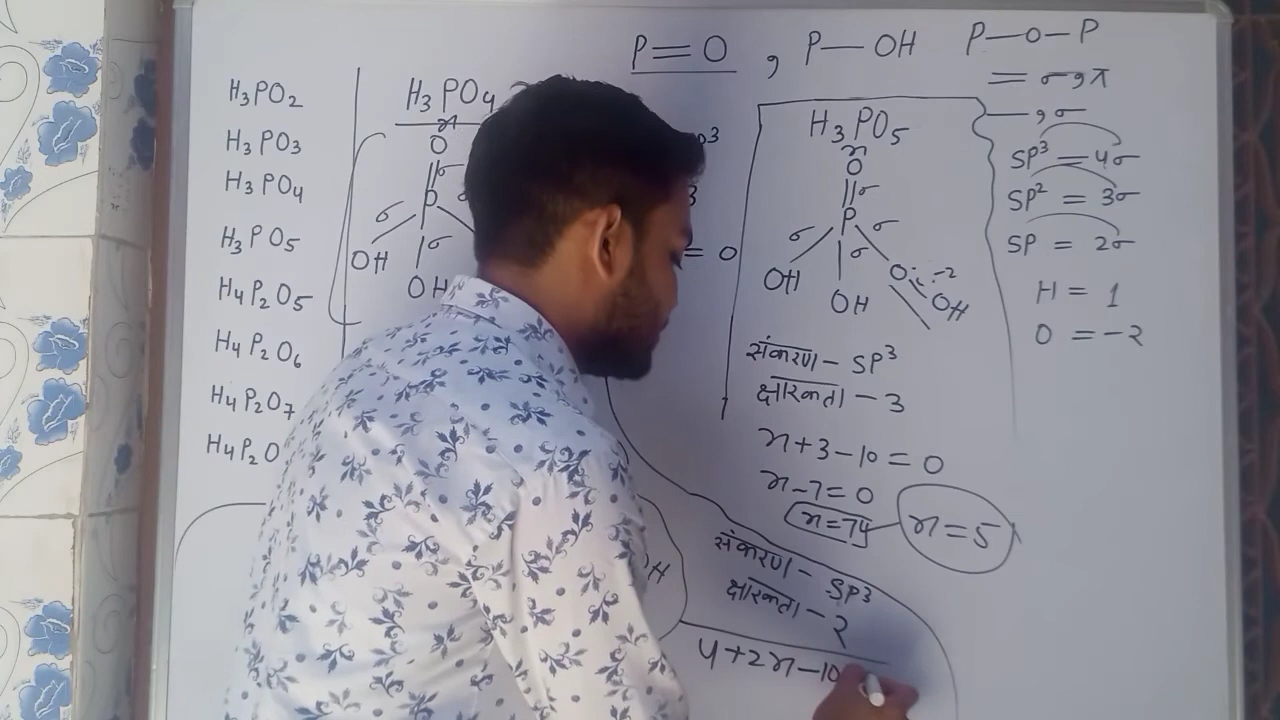 P=O , P—OH P—O—P
= σ,π
— , σ
SP³ = 4σ
SP² = 3σ
SP = 2σ
H = 1
O = -2
H₃PO₂
H₃PO₃
H₃PO₄
H₃PO₅
H₄P₂O₅
H₄P₂O₆
H₄P₂O₇
H₄P₂O
H₃PO₄
π
O
σ
P
σ
σ
OH
OH
= 0
H₃PO₅
π
O
σ
P
σ
σ
σ
O -2
OH
OH
OH
संकरण - SP³
क्षारकता - 3
x+3-10=0
x-7=0
x=7
x=5
संकरण - SP³
क्षारकता - 2
4+2x-10